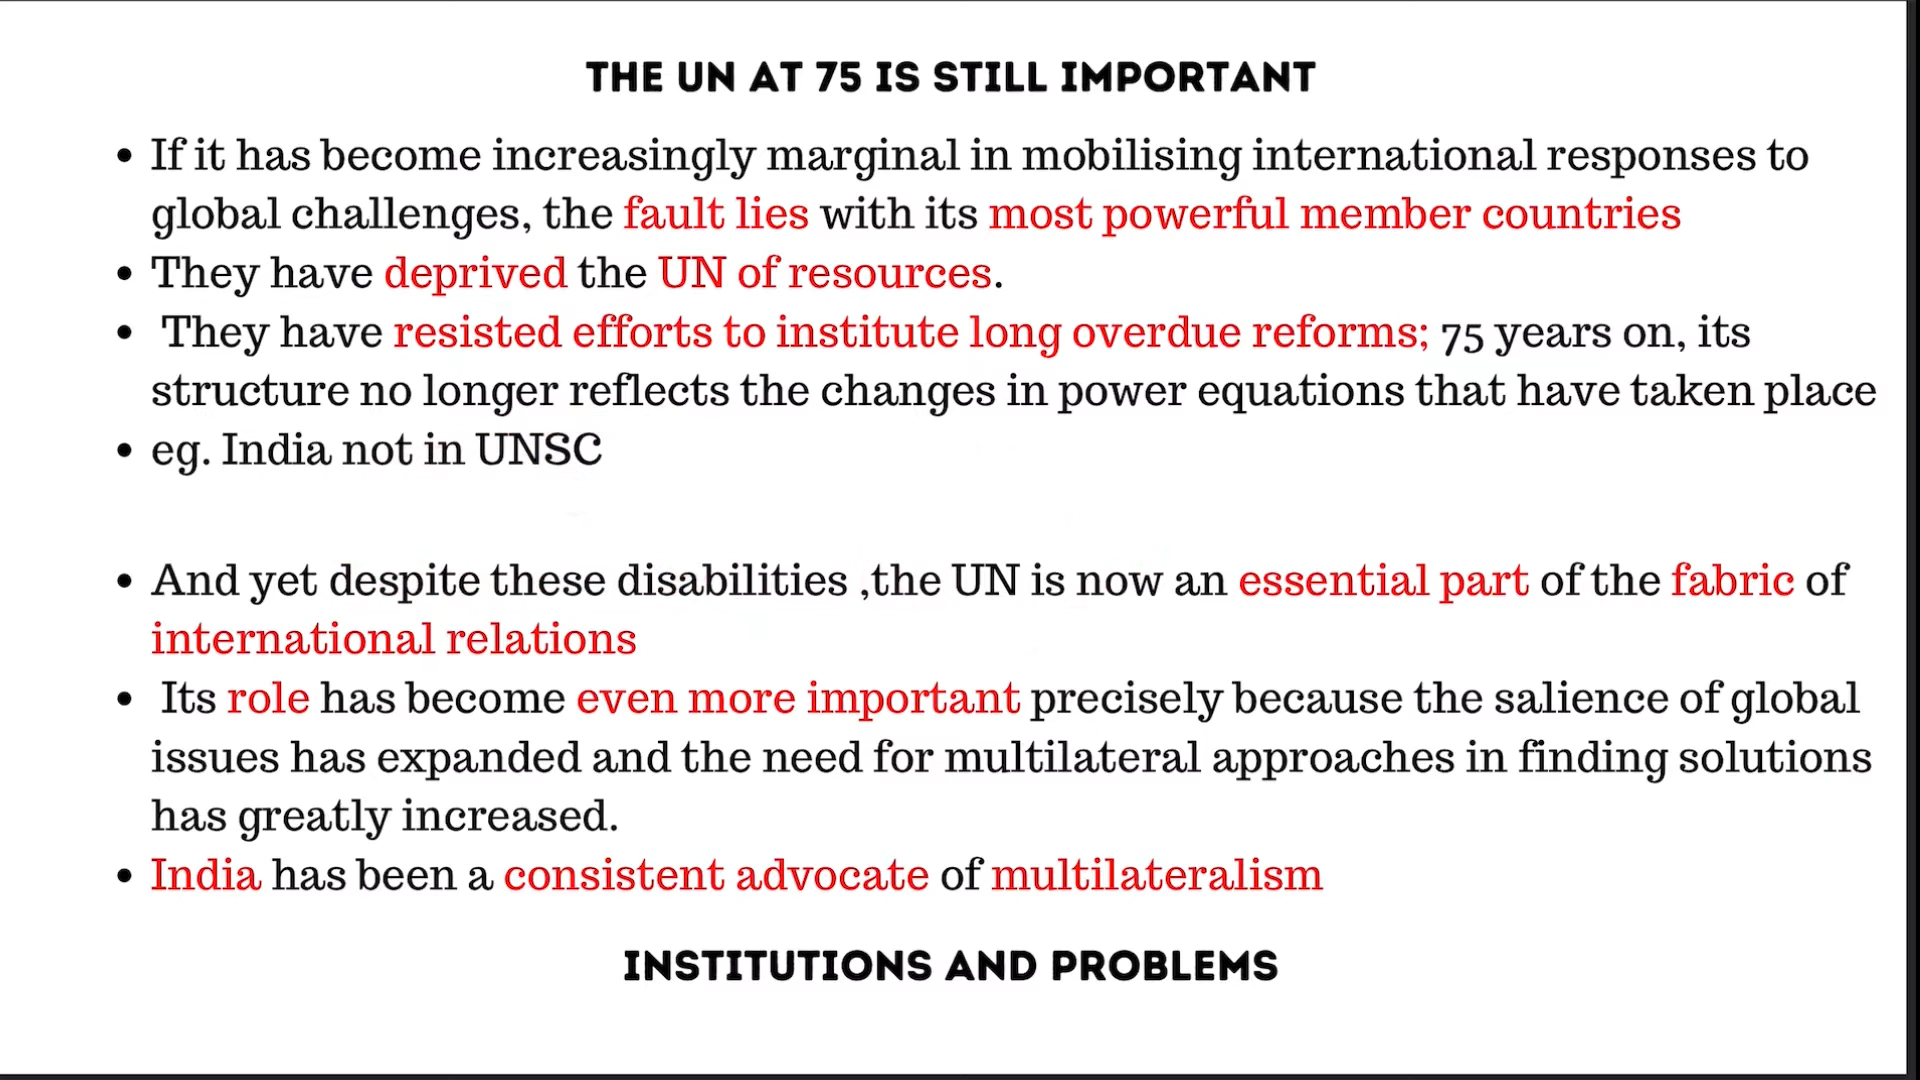 THE UN AT 75 IS STILL IMPORTANT
• If it has become increasingly marginal in mobilising international responses to
global challenges, the fault lies with its most powerful member countries
• They have deprived the UN of resources.
• They have resisted efforts to institute long overdue reforms; 75 years on, its
structure no longer reflects the changes in power equations that have taken place
• eg. India not in UNSC
• And yet despite these disabilities ,the UN is now an essential part of the fabric of
international relations
• Its role has become even more important precisely because the salience of global
issues has expanded and the need for multilateral approaches in finding solutions
has greatly increased.
• India has been a consistent advocate of multilateralism
INSTITUTIONS AND PROBLEMS